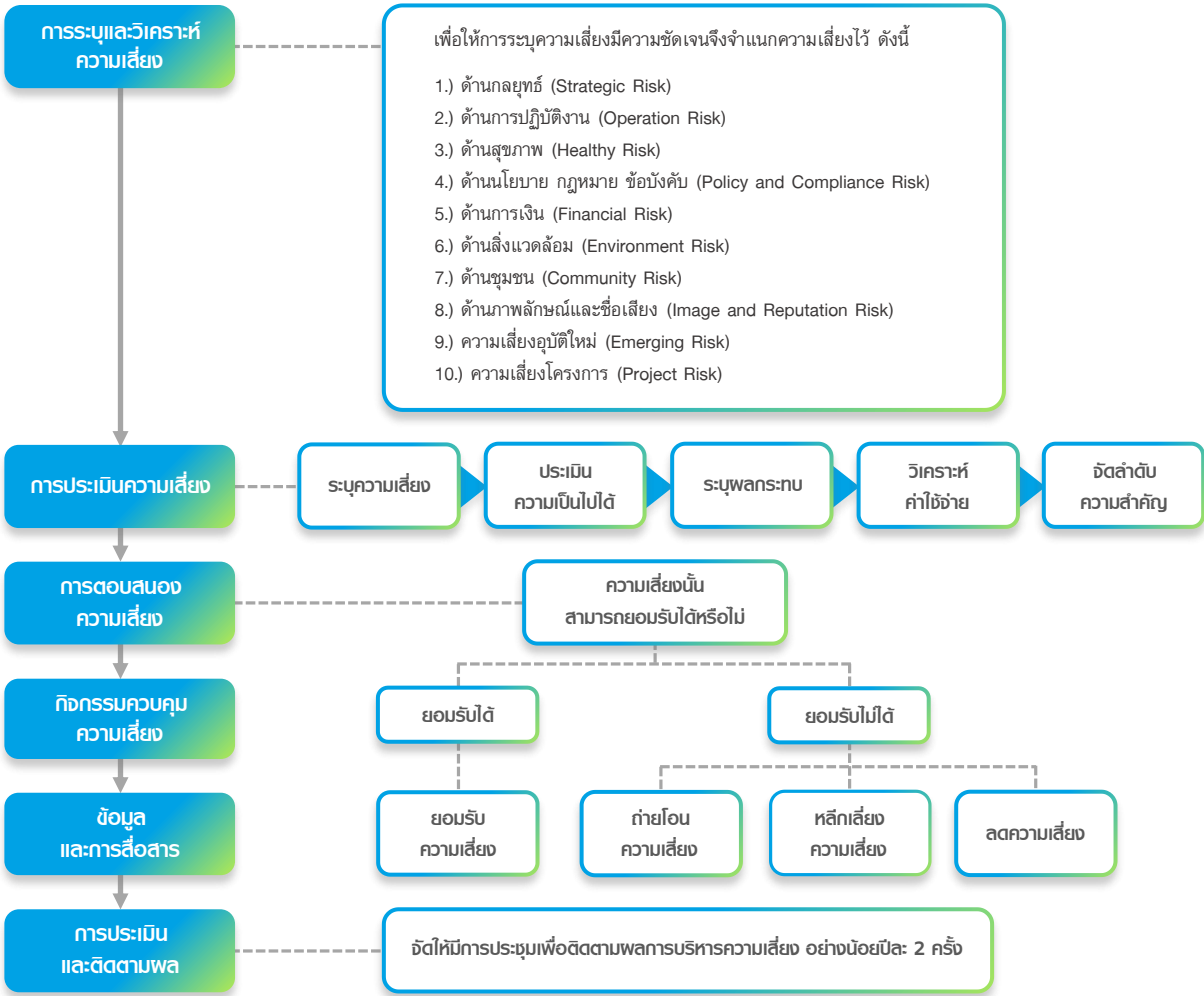 การระบุและวิเคราะห์
ความเสี่ยง
เพื่อให้การระบุความเสี่ยงมีความชัดเจนจึงจำแนกความเสี่ยงไว้ ดังนี้
1.) ด้านกลยุทธ์ (Strategic Risk)
2.) ด้านการปฏิบัติงาน (Operation Risk)
3.) ด้านสุขภาพ (Healthy Risk)
4.) ด้านนโยบาย กฎหมาย ข้อบังคับ (Policy and Compliance Risk)
5.) ด้านการเงิน (Financial Risk)
6.) ด้านสิ่งแวดล้อม (Environment Risk)
7.) ด้านชุมชน (Community Risk)
8.) ด้านภาพลักษณ์และชื่อเสียง (Image and Reputation Risk)
9.) ความเสี่ยงอุบัติใหม่ (Emerging Risk)
10.) ความเสี่ยงโครงการ (Project Risk)
การประเมินความเสี่ยง
ระบุความเสี่ยง
ประเมิน
ความเป็นไปได้
ระบุผลกระทบ
วิเคราะห์
ค่าใช้จ่าย
จัดลำดับ
ความสำคัญ
การตอบสนอง
ความเสี่ยง
ความเสี่ยงนั้น
สามารถยอมรับได้หรือไม่
กิจกรรมควบคุม
ความเสี่ยง
ยอมรับได้
ยอมรับไม่ได้
ข้อมูล
และการสื่อสาร
ยอมรับ
ความเสี่ยง
ถ่ายโอน
ความเสี่ยง
หลีกเลี่ยง
ความเสี่ยง
ลดความเสี่ยง
การประเมิน
และติดตามผล
จัดให้มีการประชุมเพื่อติดตามผลการบริหารความเสี่ยง อย่างน้อยปีละ 2 ครั้ง